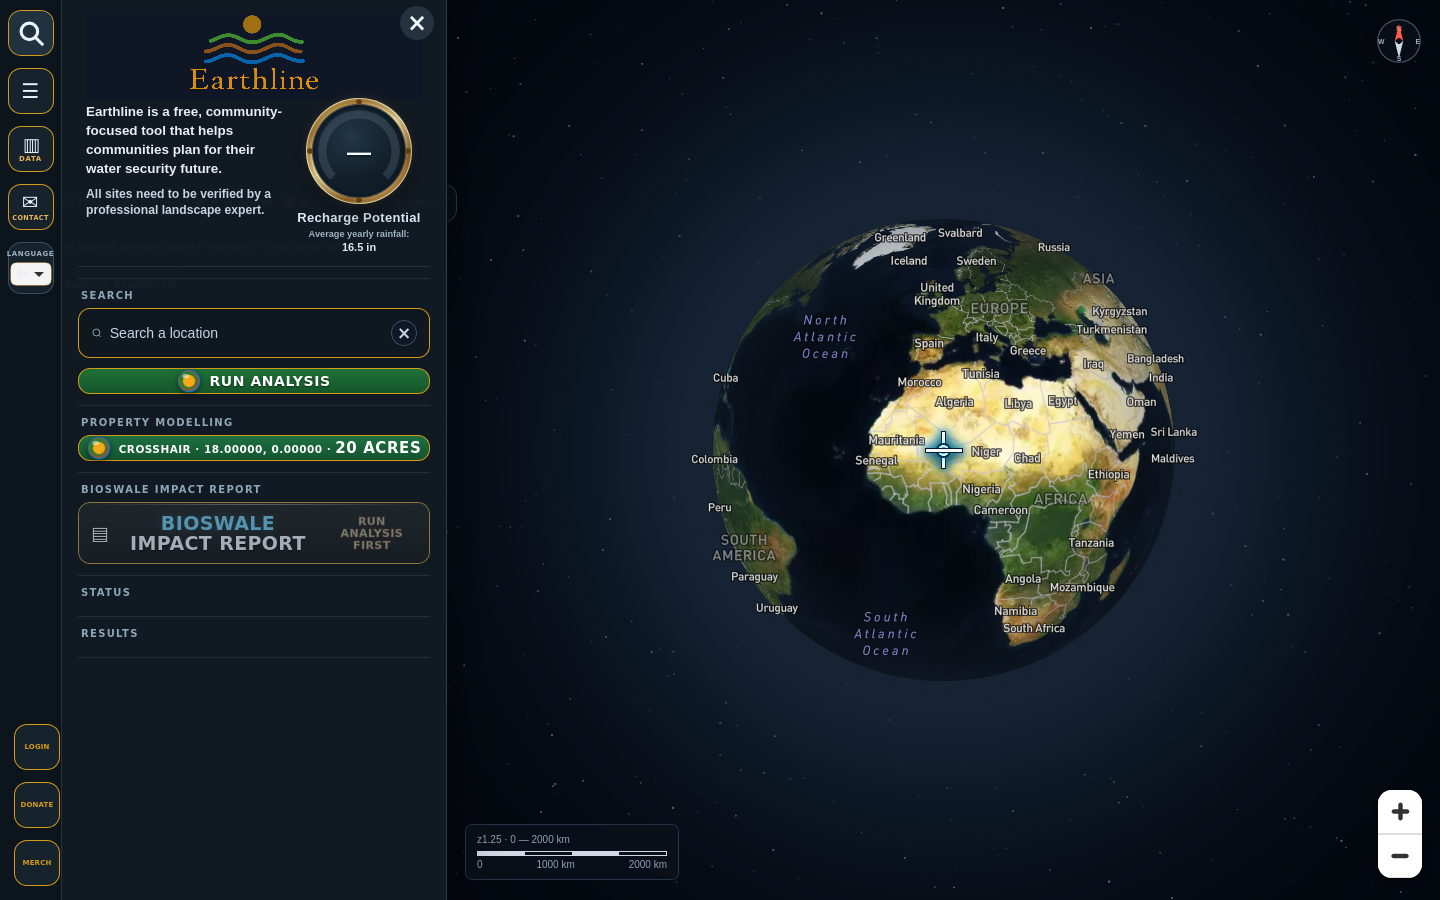 Earthline
Earthline is a free, community-
focused tool that helps
communities plan for their
water security future.
All sites need to be verified by a
professional landscape expert.
—
Recharge Potential
Average yearly rainfall:
16.5 in
DATA
CONTACT
LANGUAGE
SEARCH
Search a location
RUN ANALYSIS
PROPERTY MODELLING
CROSSHAIR · 18.00000, 0.00000 · 20 ACRES
BIOSWALE IMPACT REPORT
BIOSWALE
IMPACT REPORT
RUN
ANALYSIS
FIRST
STATUS
RESULTS
LOGIN
DONATE
MERCH
N
W
E
S
Greenland
Svalbard
Russia
Iceland
Sweden
ASIA
United
Kingdom
EUROPE
Kyrgyzstan
Turkmenistan
North
Atlantic
Ocean
Spain
Italy
Greece
Iraq
Bangladesh
Cuba
Morocco
Tunisia
India
Algeria
Libya
Egypt
Oman
Mauritania
Niger
Chad
Yemen
Sri Lanka
Colombia
Senegal
Maldives
Ethiopia
Nigeria
AFRICA
Peru
Cameroon
SOUTH
AMERICA
Tanzania
Paraguay
Angola
Mozambique
Uruguay
Namibia
South Africa
South
Atlantic
Ocean
z1.25 · 0 — 2000 km
0
1000 km
2000 km